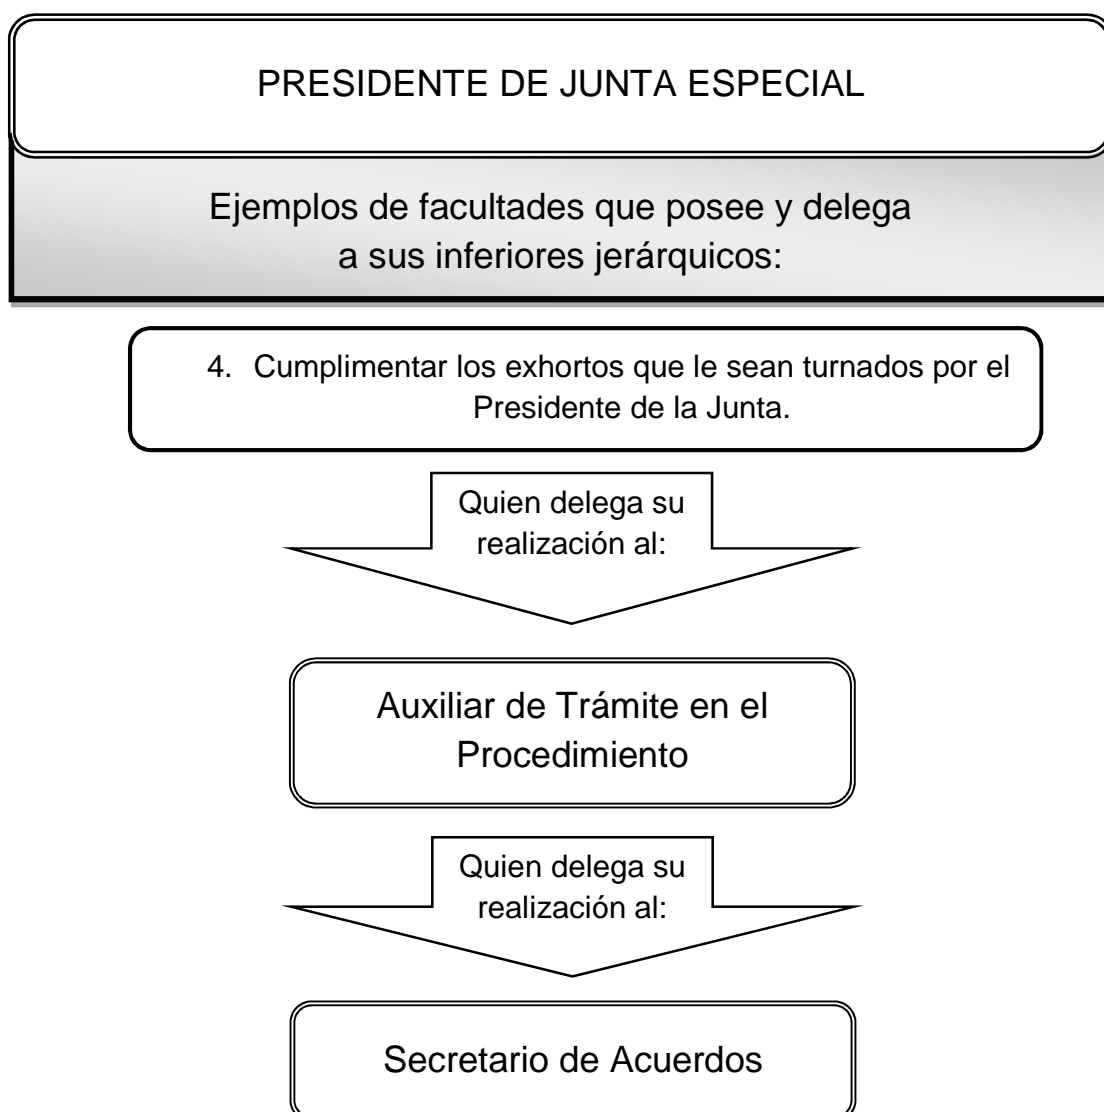 PRESIDENTE DE JUNTA ESPECIAL
Ejemplos de facultades que posee y delega
a sus inferiores jerárquicos:
4. Cumplimentar los exhortos que le sean turnados por el
Presidente de la Junta.
Quien delega su
realización al:
Auxiliar de Trámite en el
Procedimiento
Quien delega su
realización al:
Secretario de Acuerdos